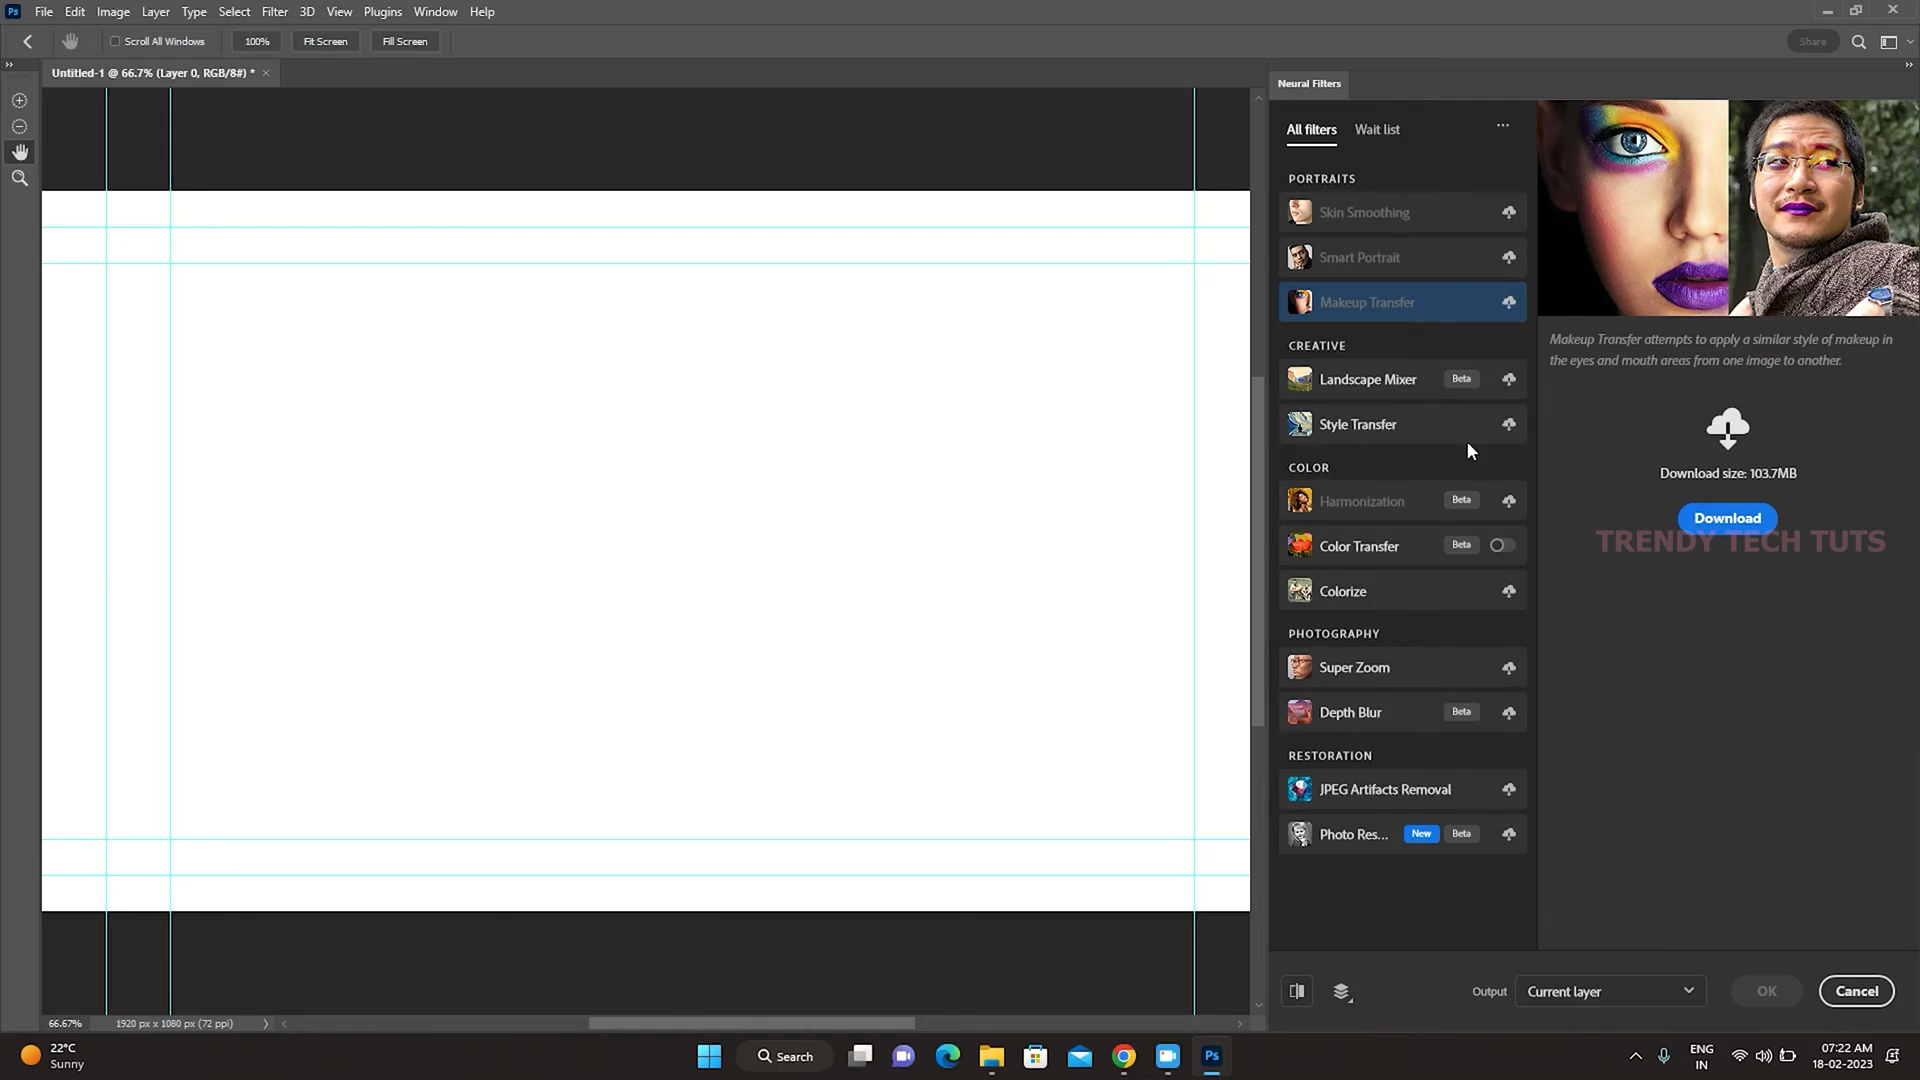 Ps File Edit Image Layer Type Select Filter 3D View Plugins Window Help
Scroll All Windows 100% Fit Screen Fill Screen Share
Untitled-1 @ 66.7% (Layer 0, RGB/8#) *
Neural Filters
All filters Wait list
PORTRAITS
Skin Smoothing
Smart Portrait
Makeup Transfer
CREATIVE
Landscape Mixer Beta
Style Transfer
COLOR
Harmonization Beta
Color Transfer Beta
Colorize
PHOTOGRAPHY
Super Zoom
Depth Blur Beta
RESTORATION
JPEG Artifacts Removal
Photo Res... New Beta
Makeup Transfer attempts to apply a similar style of makeup in
the eyes and mouth areas from one image to another.
Download size: 103.7MB
Download
TRENDY TECH TUTS
Output Current layer OK Cancel
66.67% 1920 px x 1080 px (72 ppi)
22°C
Sunny
Search
Ps
ENG
IN
07:22 AM
18-02-2023